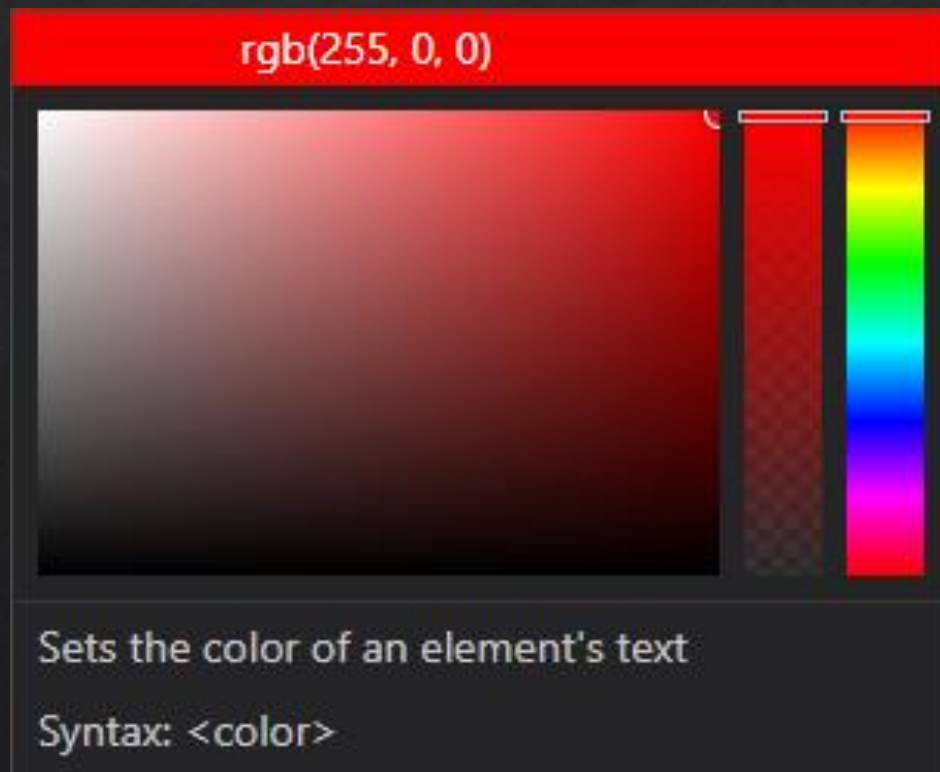 rgb(255, 0, 0)
Sets the color of an element's text
Syntax: <color>